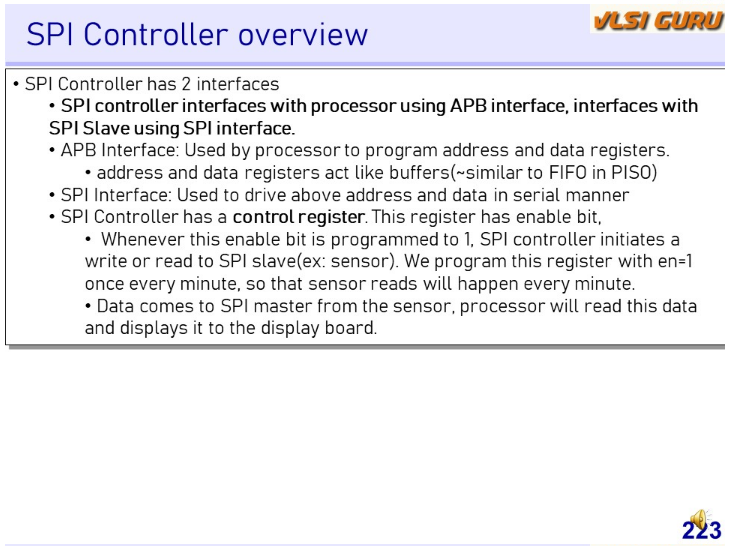 SPI Controller overview
VLSI GURU
• SPI Controller has 2 interfaces
• SPI controller interfaces with processor using APB interface, interfaces with
SPI Slave using SPI interface.
• APB Interface: Used by processor to program address and data registers.
• address and data registers act like buffers(~similar to FIFO in PISO)
• SPI Interface: Used to drive above address and data in serial manner
• SPI Controller has a control register. This register has enable bit,
• Whenever this enable bit is programmed to 1, SPI controller initiates a
write or read to SPI slave(ex: sensor). We program this register with en=1
once every minute, so that sensor reads will happen every minute.
• Data comes to SPI master from the sensor, processor will read this data
and displays it to the display board.
223